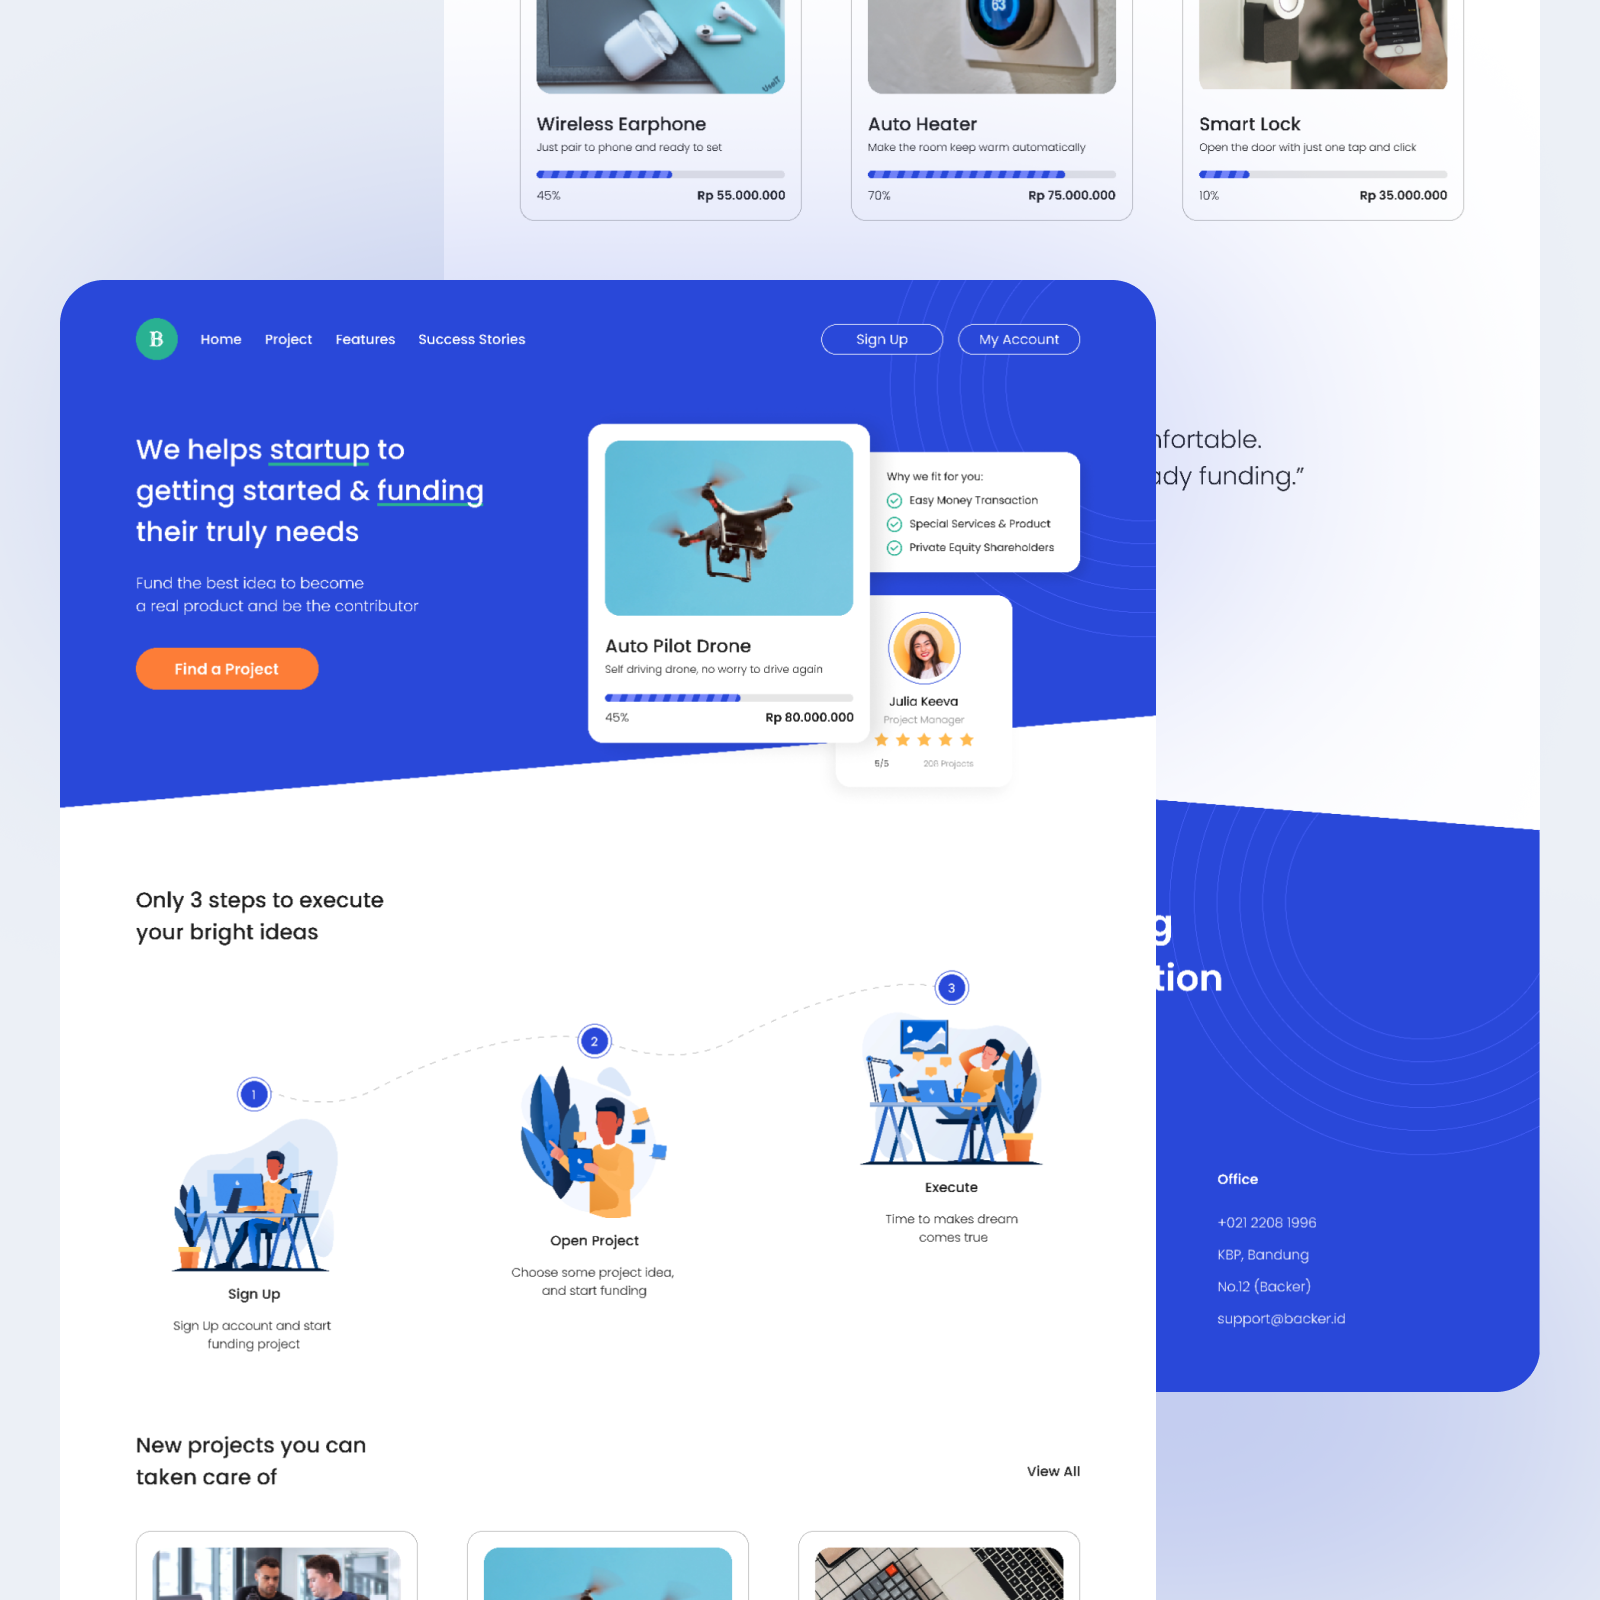 63
UseIT
Wireless Earphone
Just pair to phone and ready to set
45%
Rp 55.000.000
Auto Heater
Make the room keep warm automatically
70%
Rp 75.000.000
Smart Lock
Open the door with just one tap and click
10%
Rp 35.000.000
B
Home
Project
Features
Success Stories
Sign Up
My Account
We helps startup to
getting started & funding
their truly needs
Fund the best idea to become
a real product and be the contributor
Find a Project
Auto Pilot Drone
Self driving drone, no worry to drive again
45%
Rp 80.000.000
Why we fit for you:
Easy Money Transaction
Special Services & Product
Private Equity Shareholders
Julia Keeva
Project Manager
5/5
208 Projects
nfortable.
ady funding.”
Only 3 steps to execute
your bright ideas
1
Sign Up
Sign Up account and start
funding project
2
Open Project
Choose some project idea,
and start funding
3
Execute
Time to makes dream
comes true
g
tion
Office
+021 2208 1996
KBP, Bandung
No.12 (Backer)
support@backer.id
New projects you can
taken care of
View All